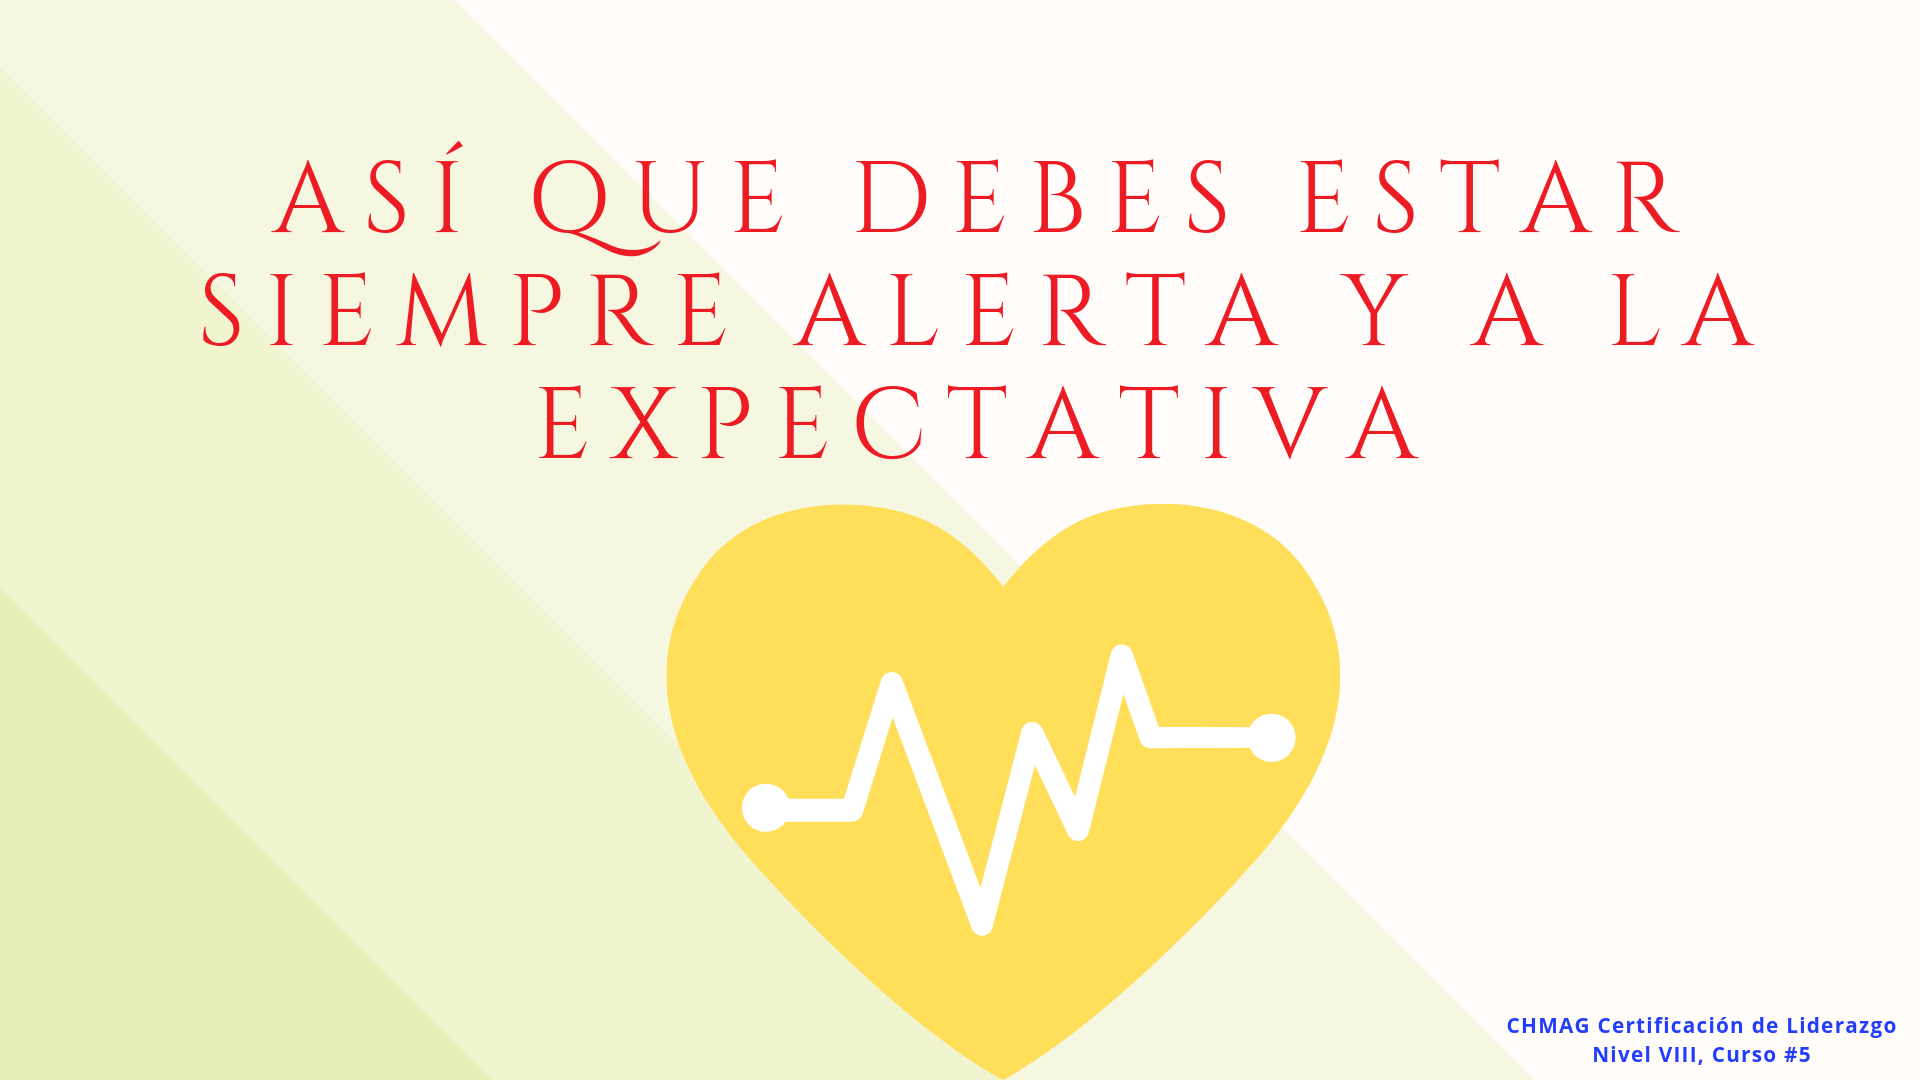 ASÍ QUE DEBES ESTAR
SIEMPRE ALERTA Y A LA
EXPECTATIVA
CHMAG Certificación de Liderazgo
Nivel VIII, Curso #5